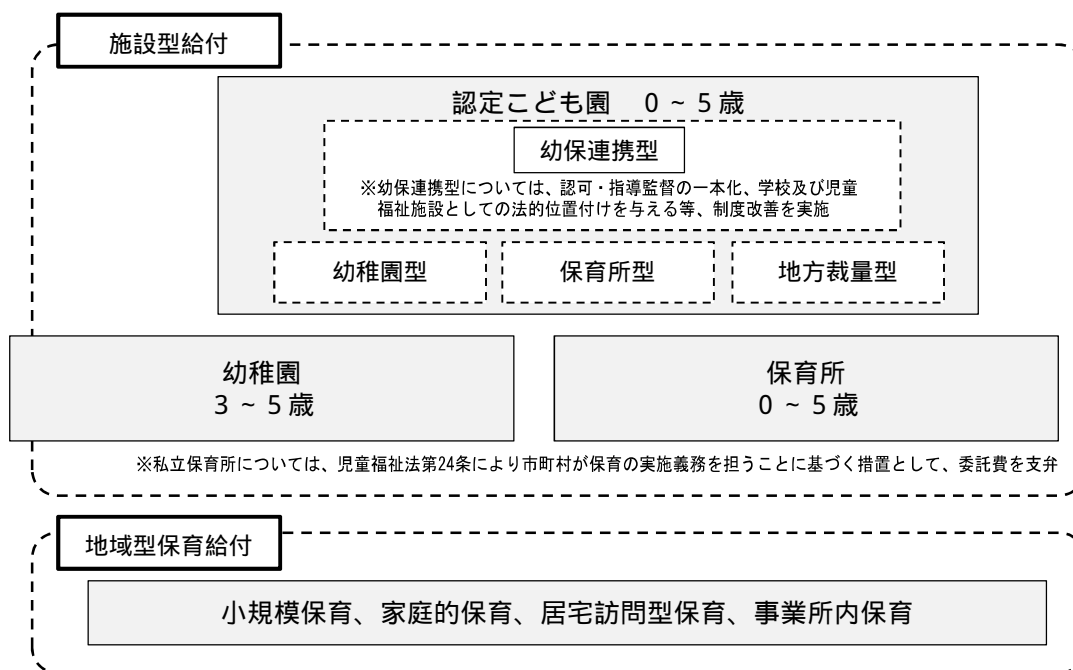 施設型給付
認定こども園　０～５歳
幼保連携型
※幼保連携型については、認可・指導監督の一本化、学校及び児童
福祉施設としての法的位置付けを与える等、制度改善を実施
幼稚園型
保育所型
地方裁量型
幼稚園
３～５歳
保育所
０～５歳
※私立保育所については、児童福祉法第24条により市町村が保育の実施義務を担うことに基づく措置として、委託費を支弁
地域型保育給付
小規模保育、家庭的保育、居宅訪問型保育、事業所内保育